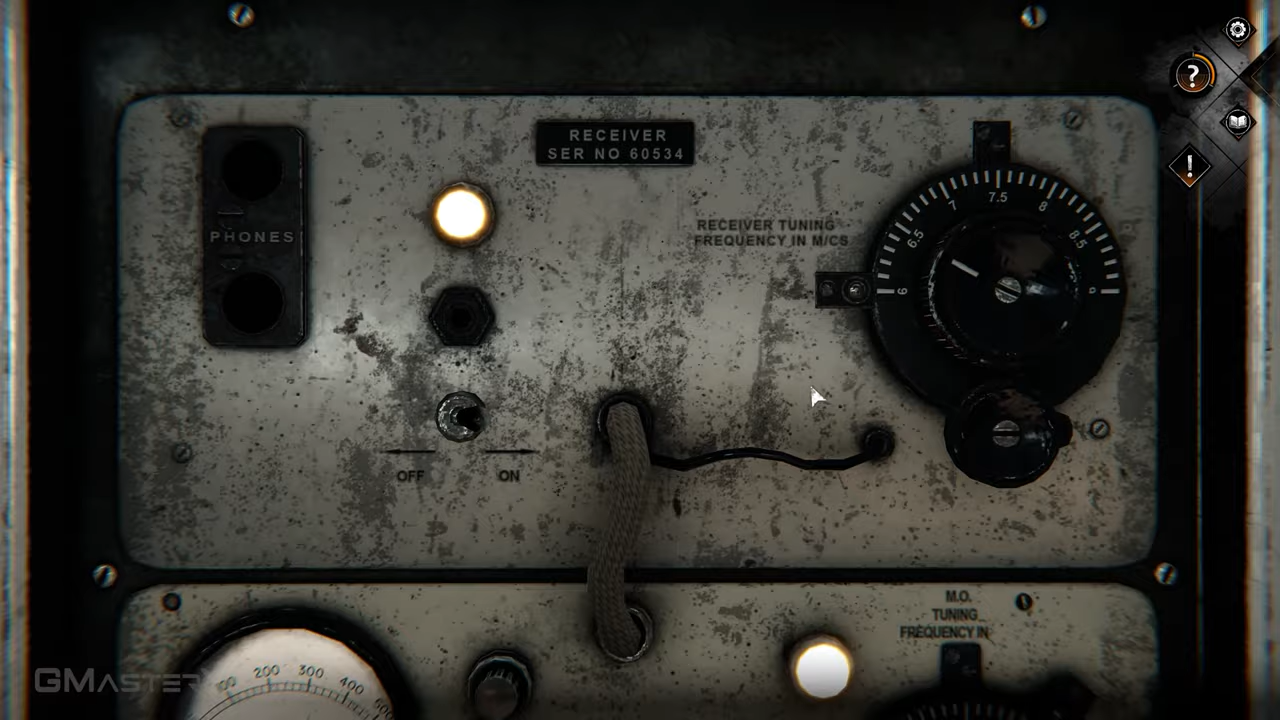 RECEIVER
SER NO 60534
PHONES
RECEIVER TUNING
FREQUENCY IN M/CS
6 6.5 7 7.5 8 8.5 9
OFF ON
M.O.
TUNING
FREQUENCY IN
100 200 300 400
?
!
GMASTER